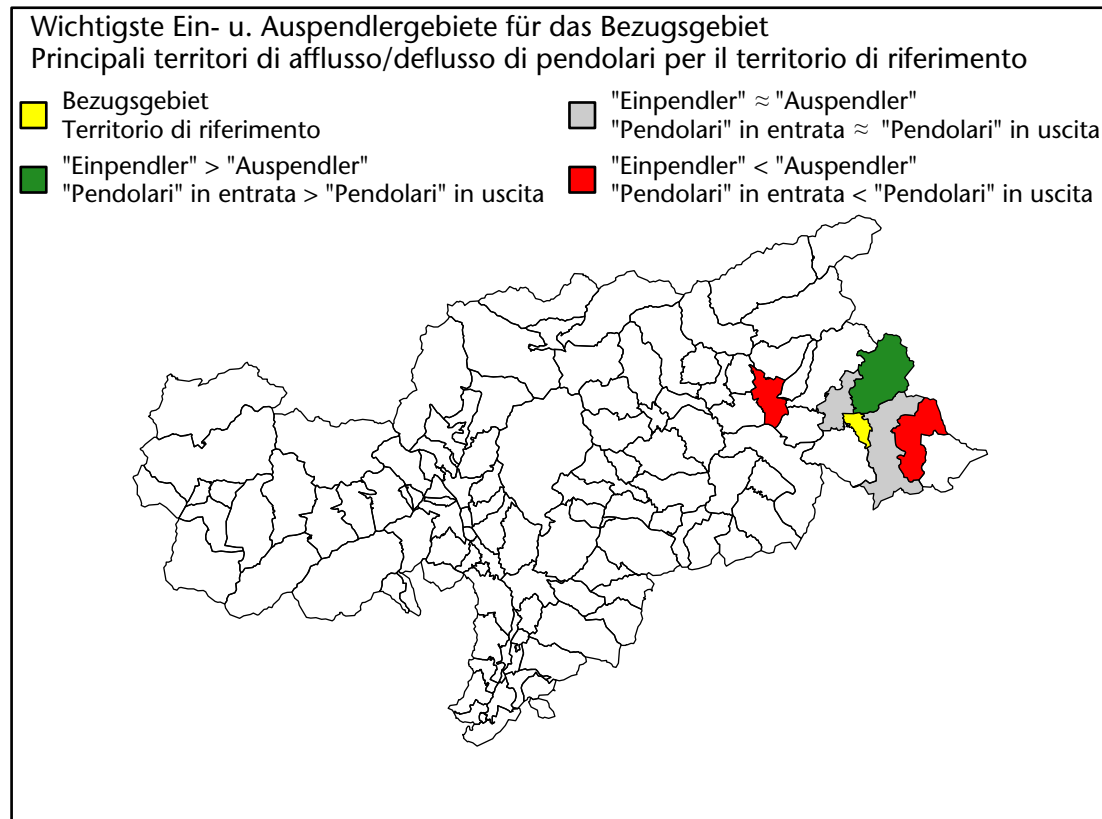 Wichtigste Ein- u. Auspendlergebiete für das Bezugsgebiet
Principali territori di afflusso/deflusso di pendolari per il territorio di riferimento
Bezugsgebiet
Territorio di riferimento
"Einpendler" > "Auspendler"
"Pendolari" in entrata > "Pendolari" in uscita
"Einpendler" ≈ "Auspendler"
"Pendolari" in entrata ≈ "Pendolari" in uscita
"Einpendler" < "Auspendler"
"Pendolari" in entrata < "Pendolari" in uscita